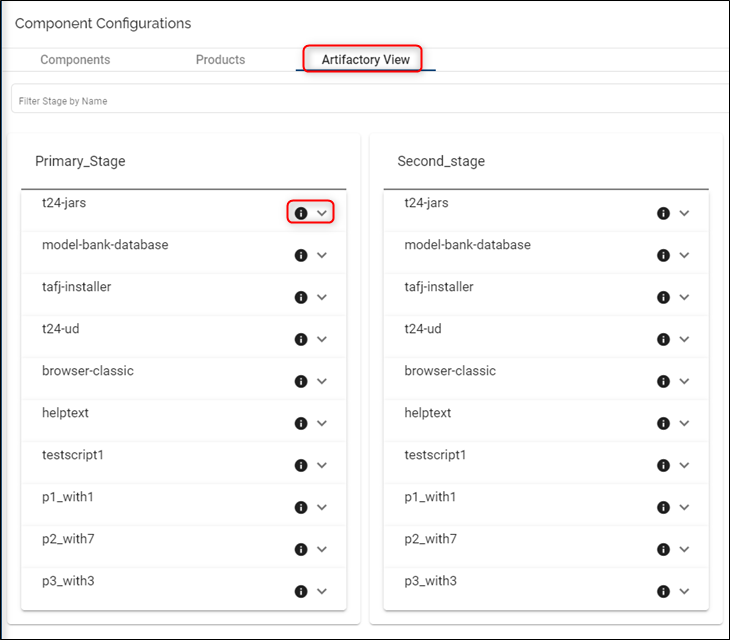 Component Configurations
Components Products Artifactory View
Filter Stage by Name
Primary_Stage
t24-jars
model-bank-database
tafj-installer
t24-ud
browser-classic
helptext
testscript1
p1_with1
p2_with7
p3_with3
Second_stage
t24-jars
model-bank-database
tafj-installer
t24-ud
browser-classic
helptext
testscript1
p1_with1
p2_with7
p3_with3